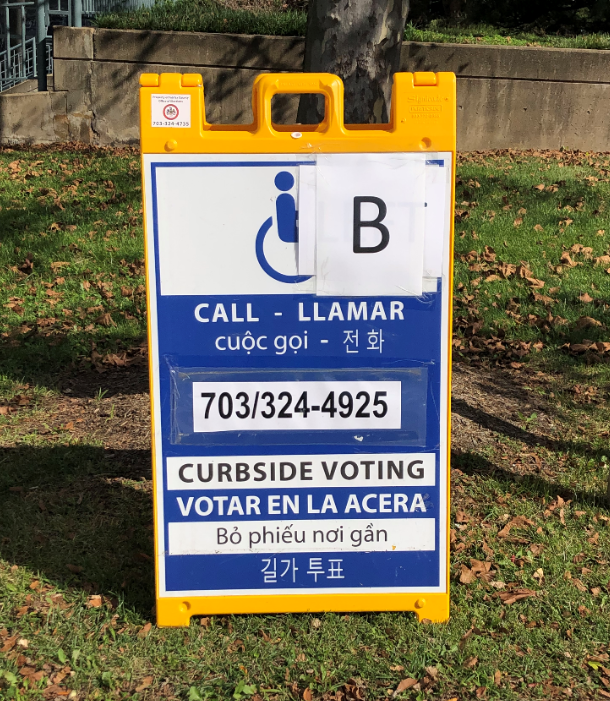 703-324-4735
B
CALL - LLAMAR
cuộc gọi - 전화
703/324-4925
CURBSIDE VOTING
VOTAR EN LA ACERA
Bỏ phiếu nơi gần
길가 투표